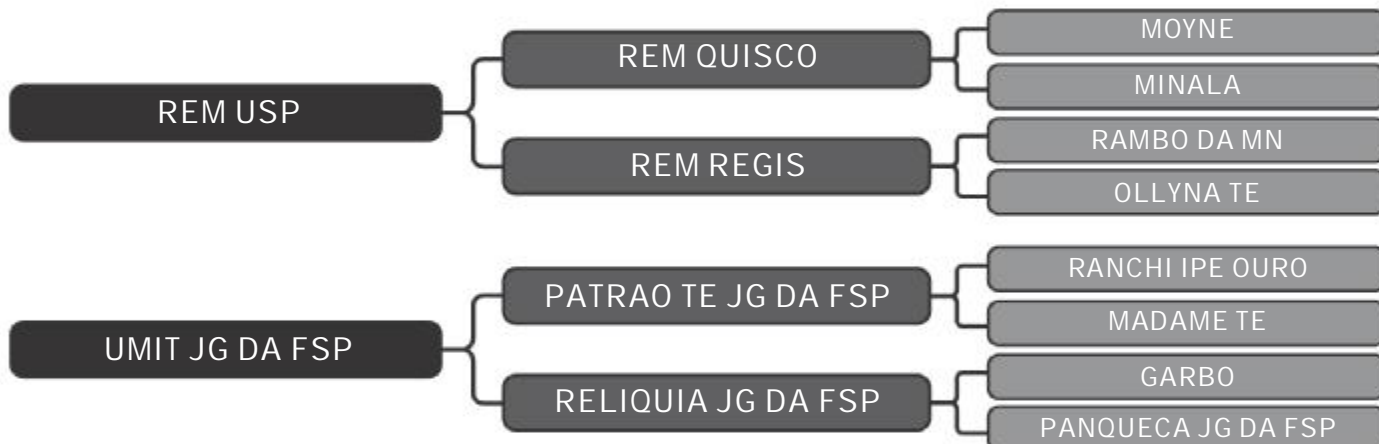 REM USP
REM QUISCO
MOYNE
MINALA
REM REGIS
RAMBO DA MN
OLLYNA TE
UMIT JG DA FSP
PATRAO TE JG DA FSP
RANCHI IPE OURO
MADAME TE
RELIQUIA JG DA FSP
GARBO
PANQUECA JG DA FSP